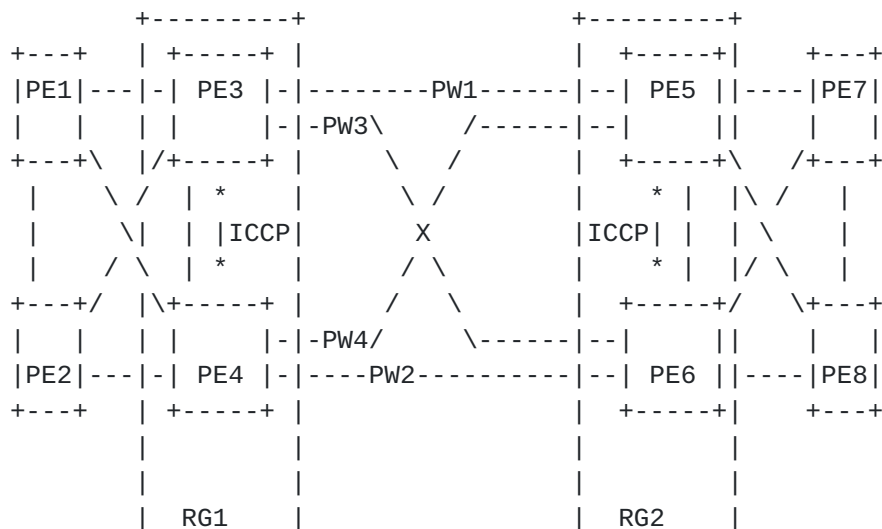 PE1 PE3 PW1 PE5 PE7
PW3
ICCP X ICCP
PW4
PE2 PE4 PW2 PE6 PE8
RG1 RG2